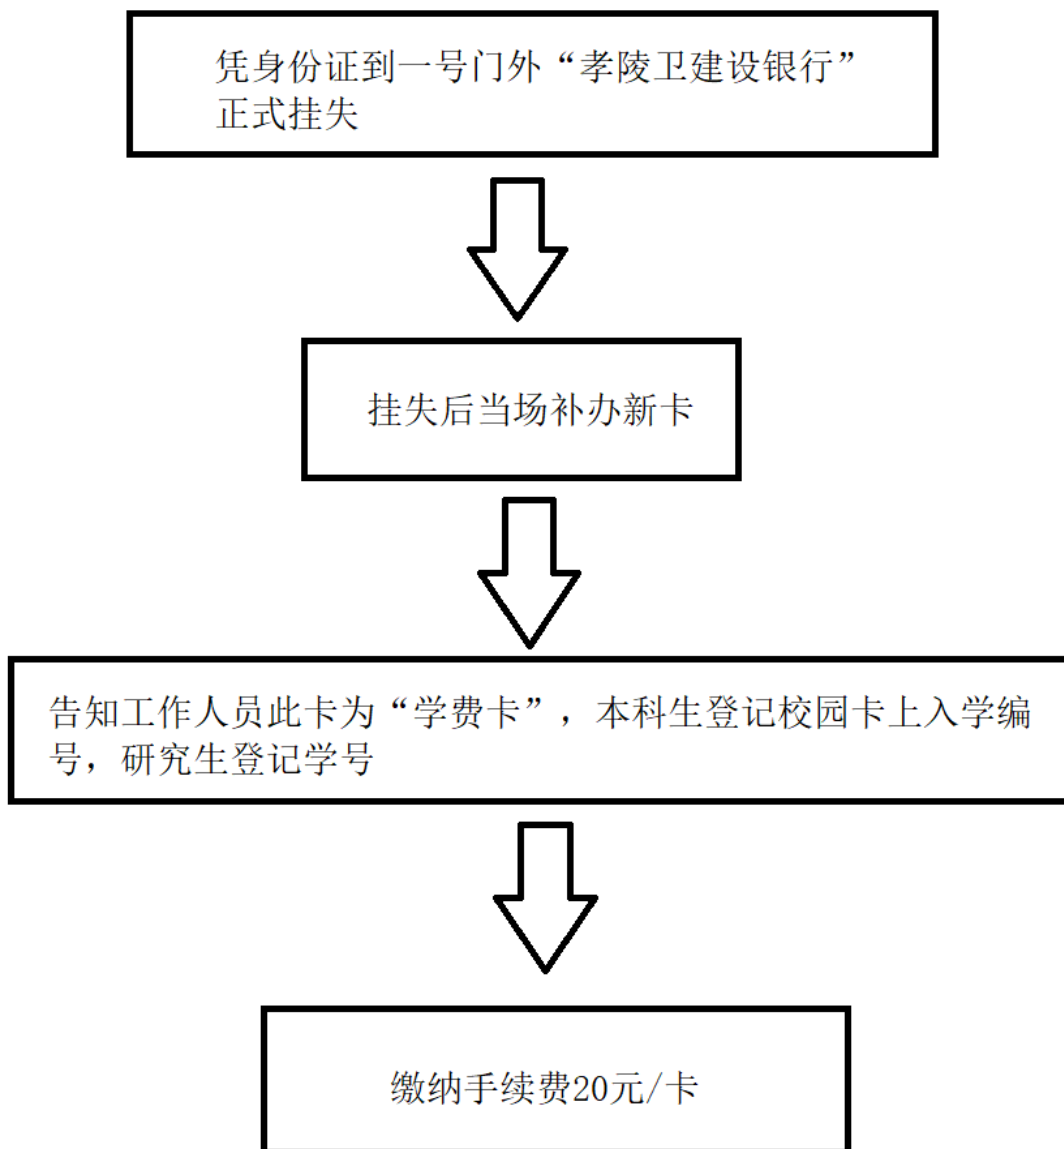 凭身份证到一号门外“孝陵卫建设银行”
正式挂失
挂失后当场补办新卡
告知工作人员此卡为“学费卡”，本科生登记校园卡上入学编
号，研究生登记学号
缴纳手续费20元/卡